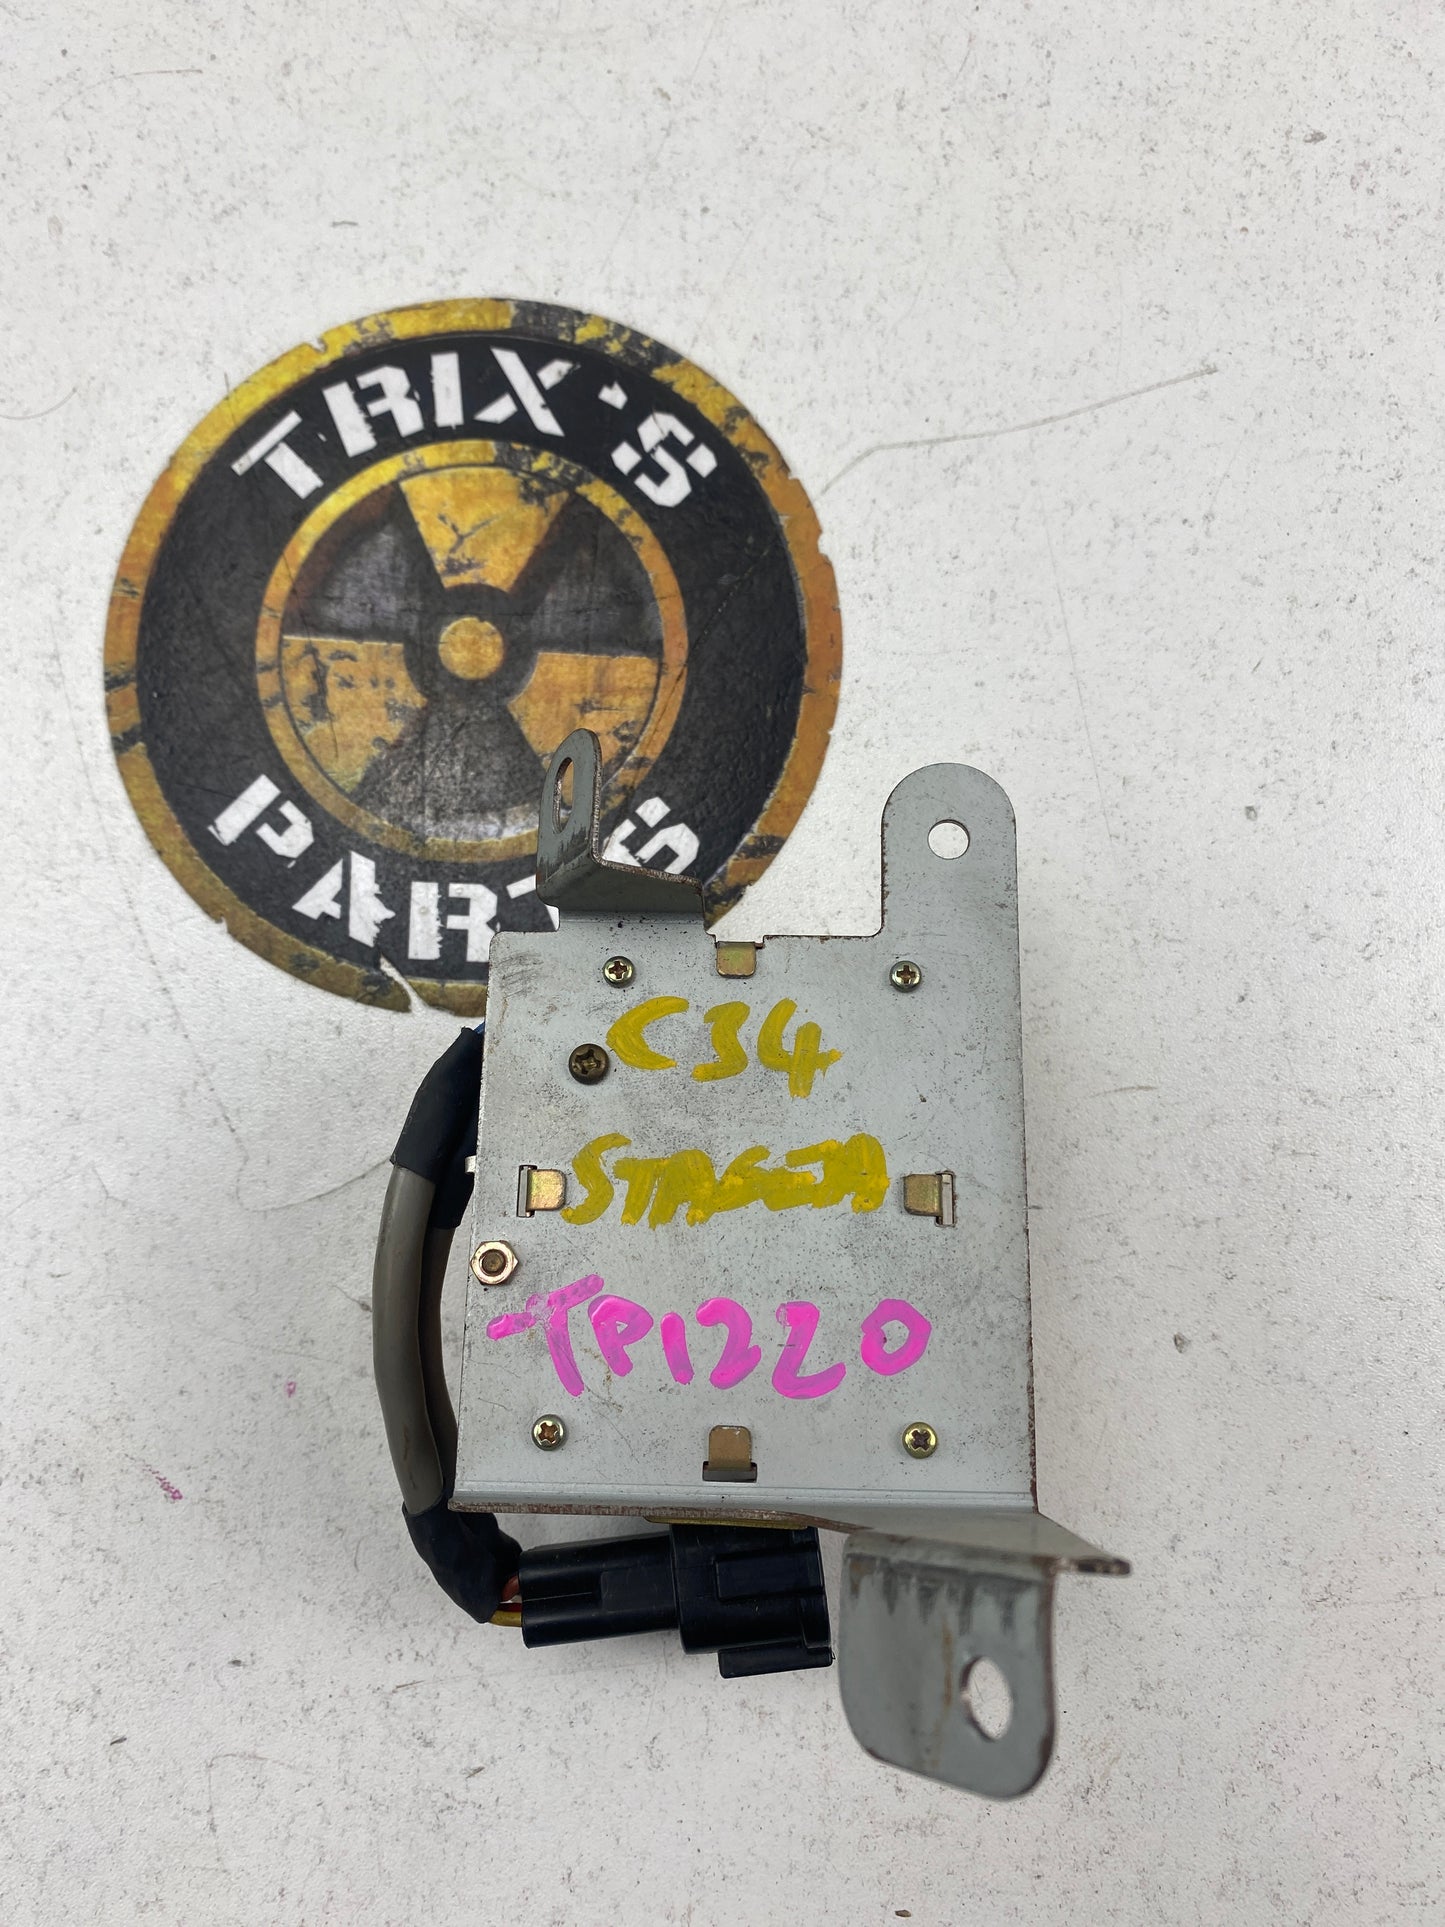 TRIX'S
PARTS
C34
STAGEA
TP1220